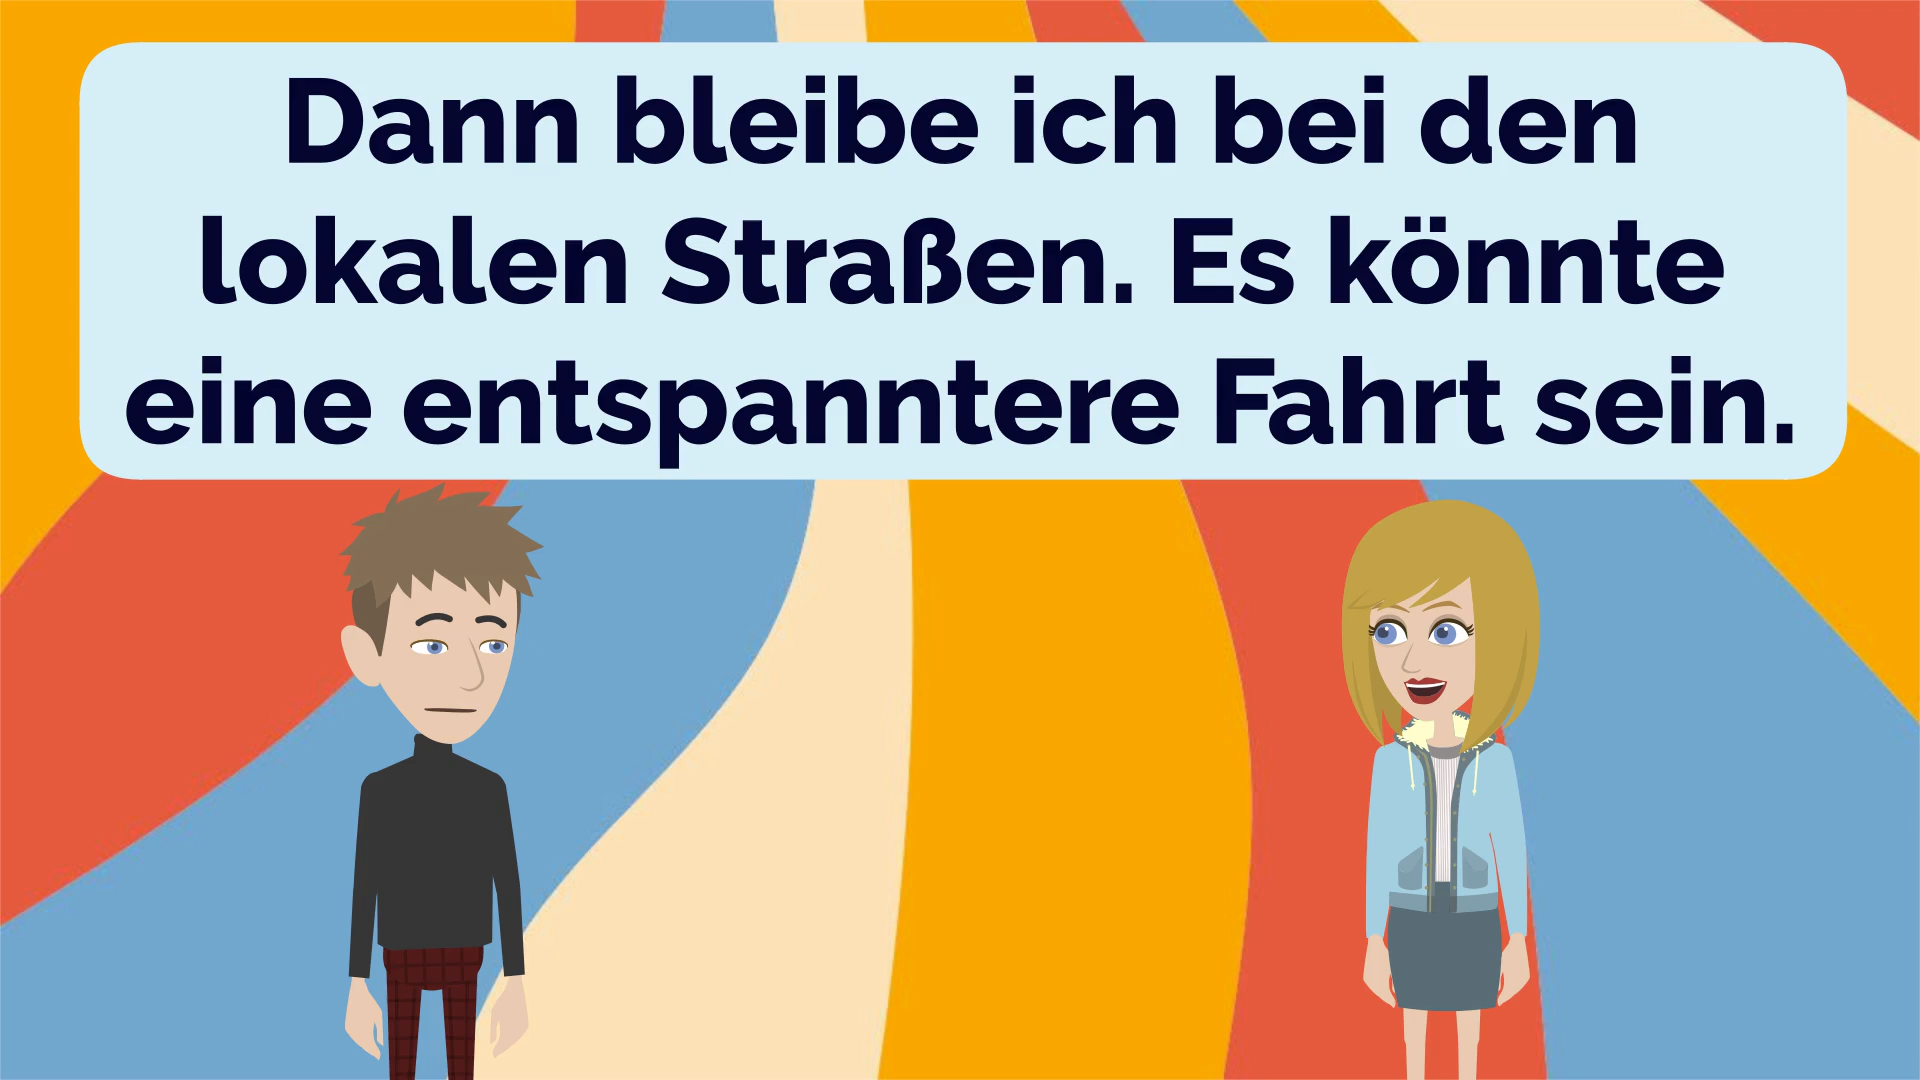 Dann bleibe ich bei den
lokalen Straßen. Es könnte
eine entspanntere Fahrt sein.